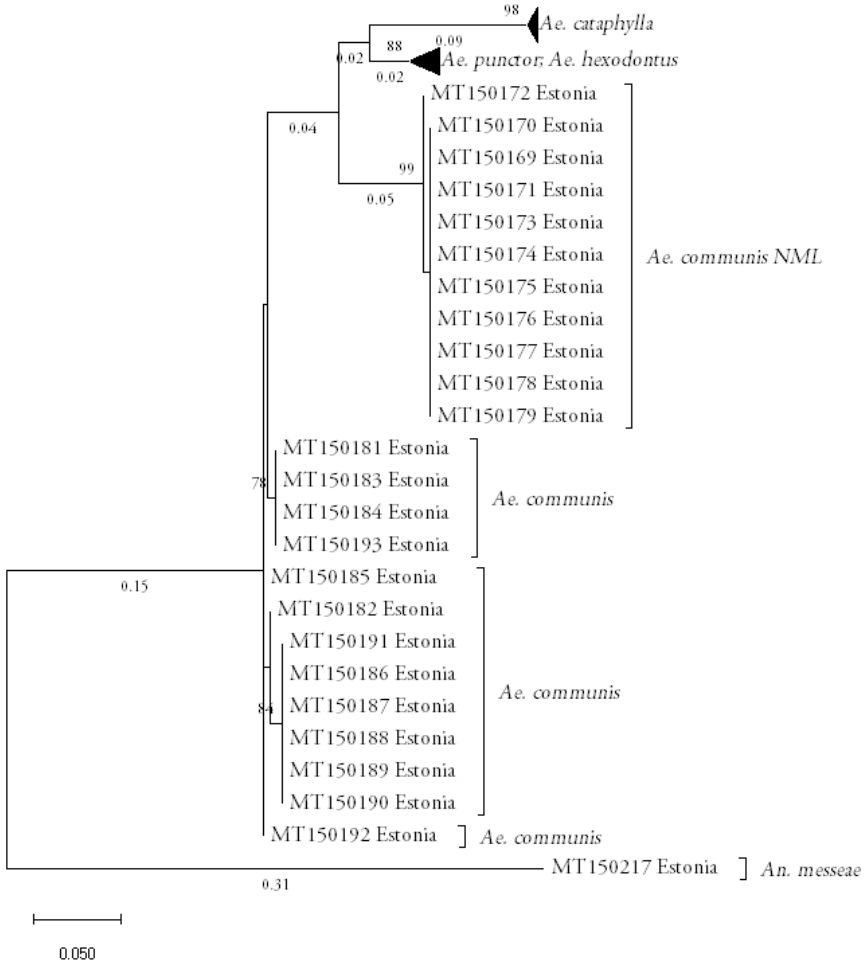 98
Ae. cataphylla
0.09
88
0.02
Ae. punctor; Ae. hexodontus
0.02
MT150172 Estonia
MT150170 Estonia
0.04
MT150169 Estonia
99
MT150171 Estonia
0.05
MT150173 Estonia
MT150174 Estonia
Ae. communis NML
MT150175 Estonia
MT150176 Estonia
MT150177 Estonia
MT150178 Estonia
MT150179 Estonia
MT150181 Estonia
78
MT150183 Estonia
Ae. communis
MT150184 Estonia
MT150193 Estonia
0.15
MT150185 Estonia
MT150182 Estonia
MT150191 Estonia
MT150186 Estonia
Ae. communis
84
MT150187 Estonia
MT150188 Estonia
MT150189 Estonia
MT150190 Estonia
MT150192 Estonia
Ae. communis
MT150217 Estonia
An. messeae
0.31
0.050